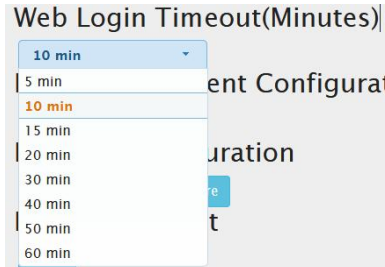 Web Login Timeout(Minutes)
10 min
5 min
ent Configurat
10 min
15 min
20 min
uration
30 min
re
40 min
50 min
t
60 min